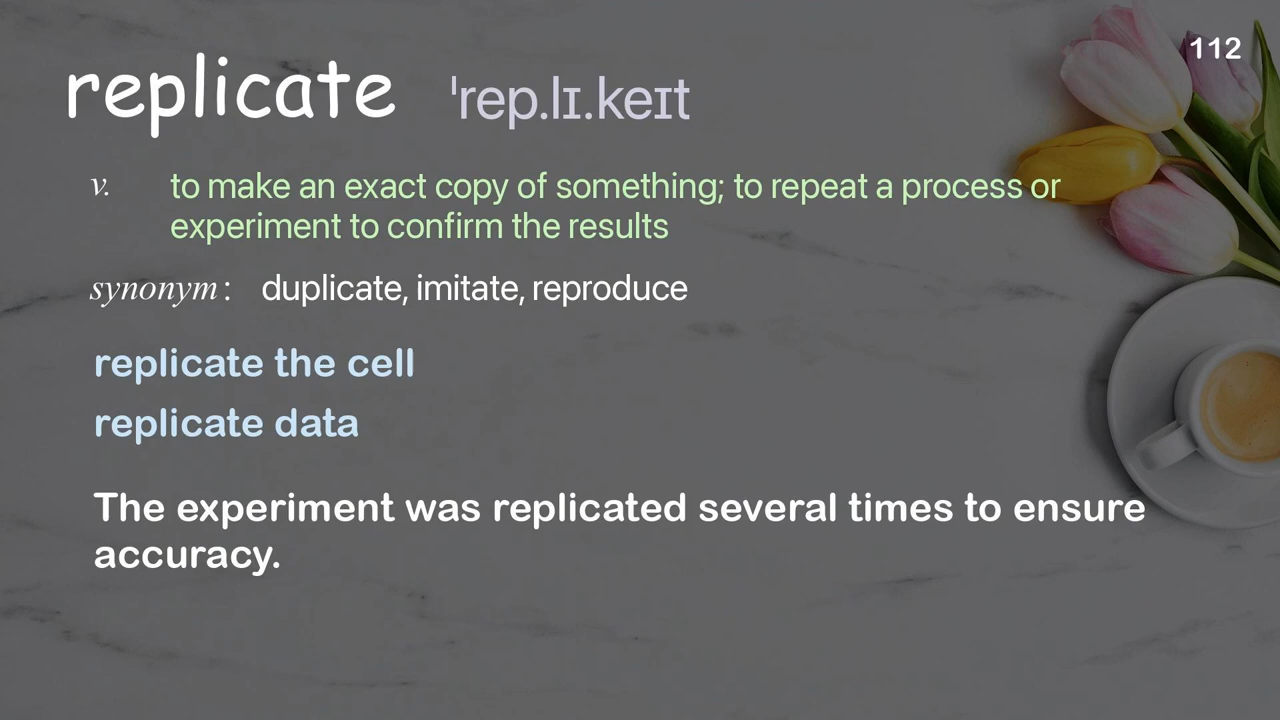 112
replicate ˈrep.lɪ.keɪt
v. to make an exact copy of something; to repeat a process or
experiment to confirm the results
synonym : duplicate, imitate, reproduce
replicate the cell
replicate data
The experiment was replicated several times to ensure
accuracy.